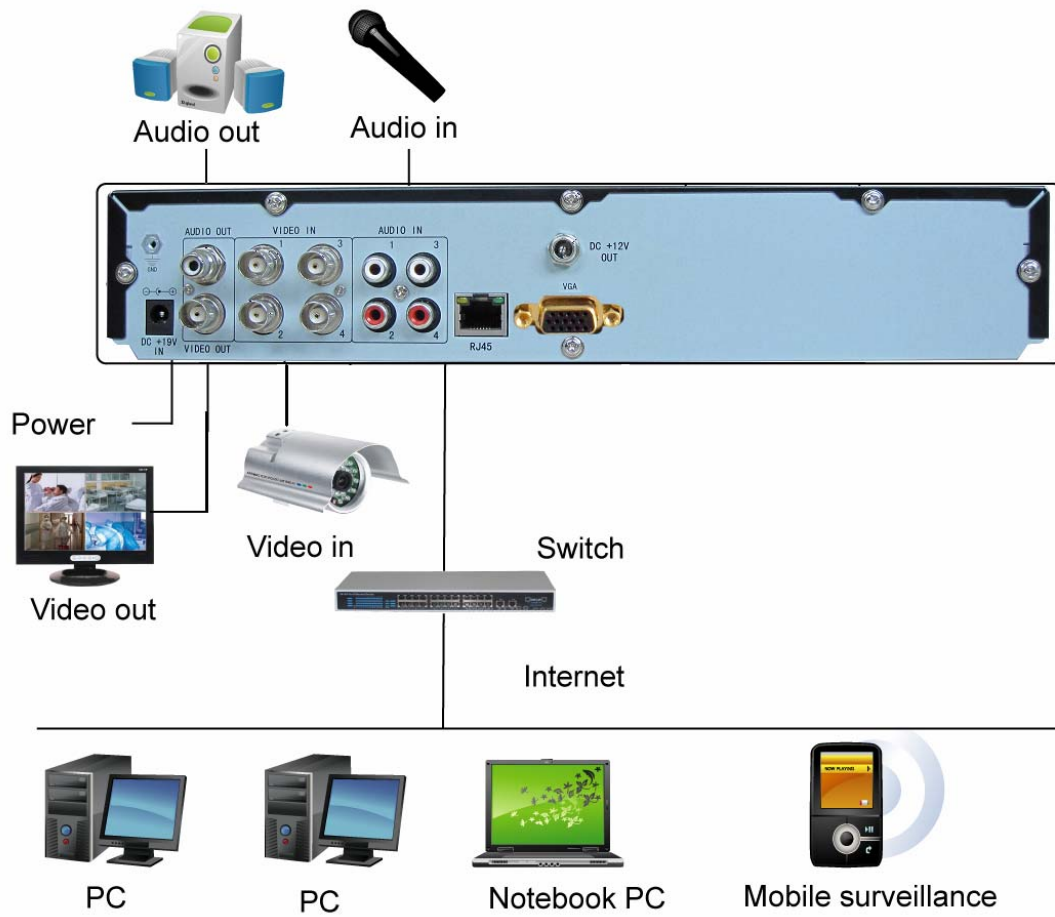 Audio out
Audio in
AUDIO OUT
VIDEO IN
AUDIO IN
1
3
1
3
GND
DC +12V
OUT
VGA
2
4
2
4
DC +19V
IN
VIDEO OUT
RJ45
Power
Video in
Switch
Video out
Internet
NOW PLAYING
PC
PC
Notebook PC
Mobile surveillance